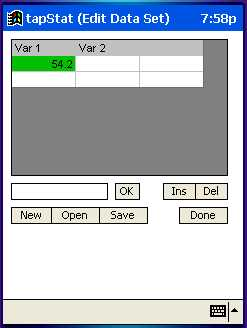 tapStat (Edit Data Set) 7:58p
Var 1 Var 2
54.2
OK Ins Del
New Open Save Done